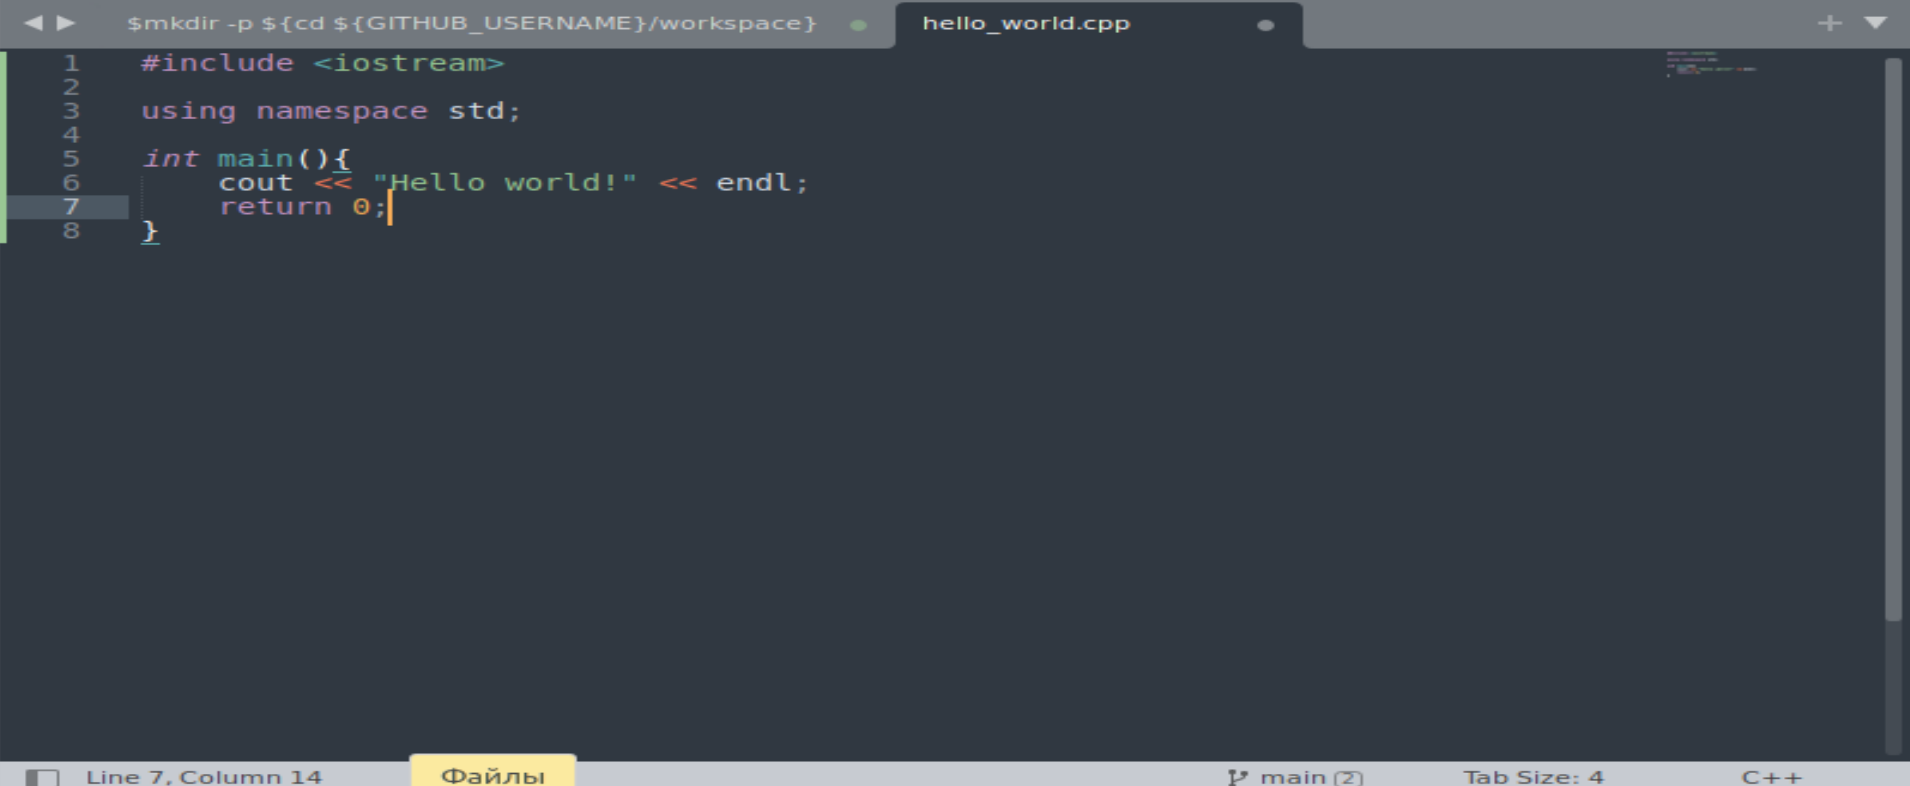 $mkdir -p ${cd ${GITHUB_USERNAME}/workspace}
hello_world.cpp
1 #include <iostream>
2
3 using namespace std;
4
5 int main(){
6 cout << "Hello world!" << endl;
7 return 0;
8 }
Line 7, Column 14
Файлы
main (2)
Tab Size: 4
C++